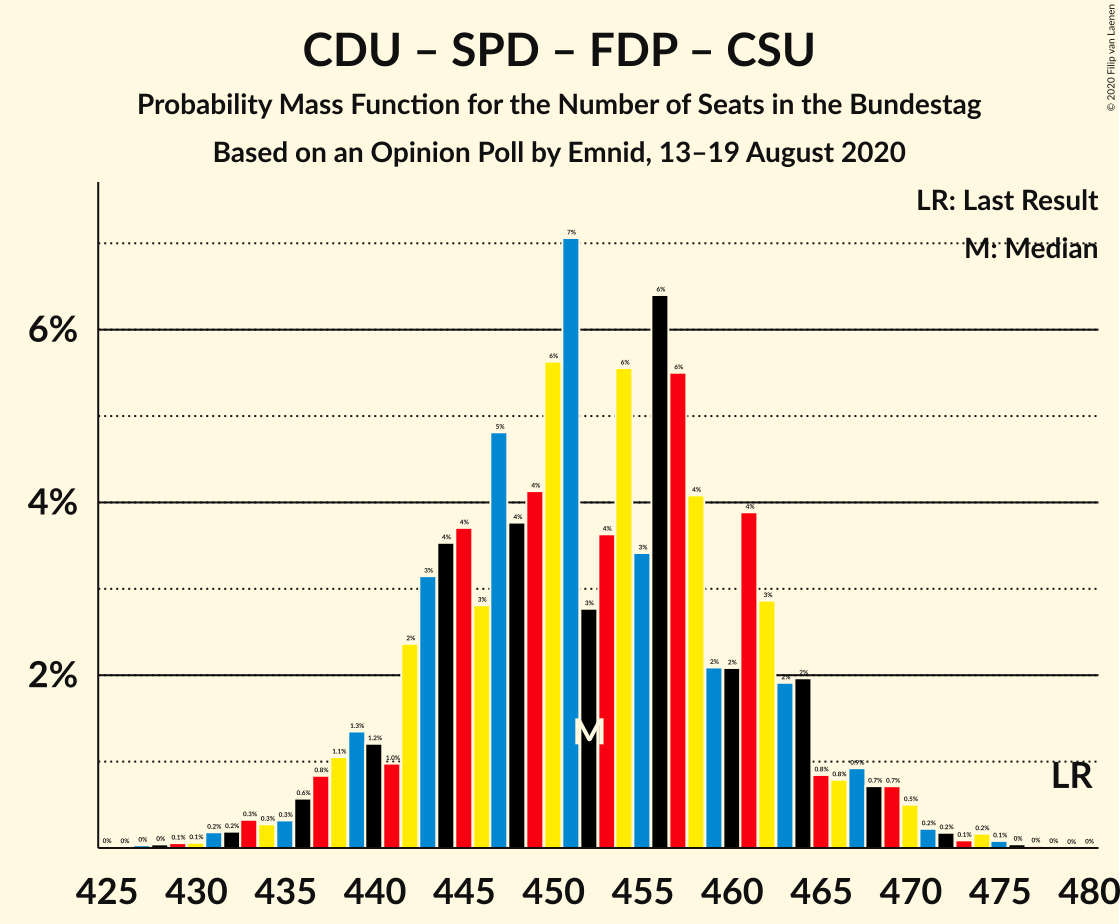 CDU – SPD – FDP – CSU
Probability Mass Function for the Number of Seats in the Bundestag
Based on an Opinion Poll by Emnid, 13–19 August 2020
© 2020 Filip van Laenen
LR: Last Result
M: Median
6%
4%
2%
0% 0% 0% 0% 0.1% 0.1% 0.2% 0.2% 0.3% 0.3% 0.3% 0.6% 0.8% 1.1% 1.3% 1.2% 1.0% 2% 3% 4% 4% 3% 5% 4% 4% 6% 7% 3% 4% 6% 3% 6% 6% 4% 2% 2% 4% 3% 2% 2% 0.8% 0.8% 0.9% 0.7% 0.7% 0.5% 0.2% 0.2% 0.1% 0.2% 0.1% 0% 0% 0% 0% 0%
M
LR
425 430 435 440 445 450 455 460 465 470 475 480